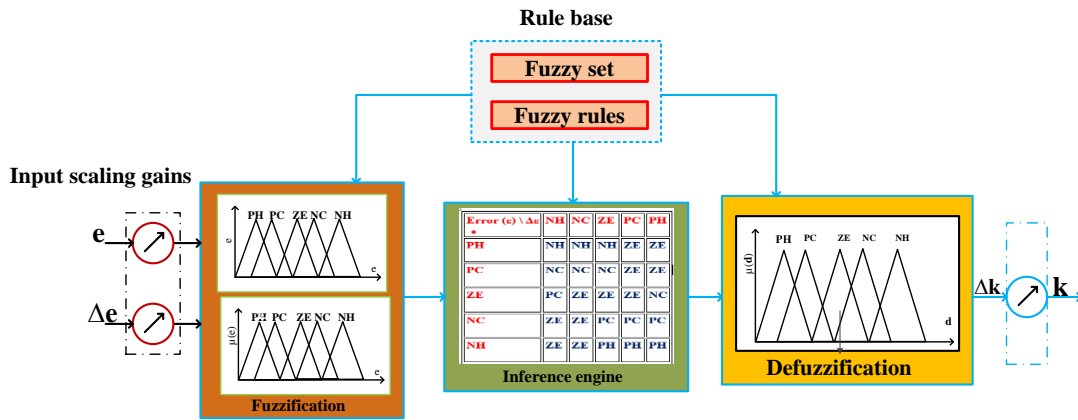 Rule base
Fuzzy set
Fuzzy rules
Input scaling gains
e
Δe
PH PC ZE NC NH
e
e
PH PC ZE NC NH
μ(e)
e
Fuzzification
Error (ε) \ Δε NH NC ZE PC PH
PH NH NH NH ZE ZE
PC NC NC NC ZE ZE
ZE PC ZE ZE ZE NC
NC ZE ZE PC PC PC
NH ZE ZE PH PH PH
Inference engine
PH PC ZE NC NH
μ(d)
d
Defuzzification
Δk
k